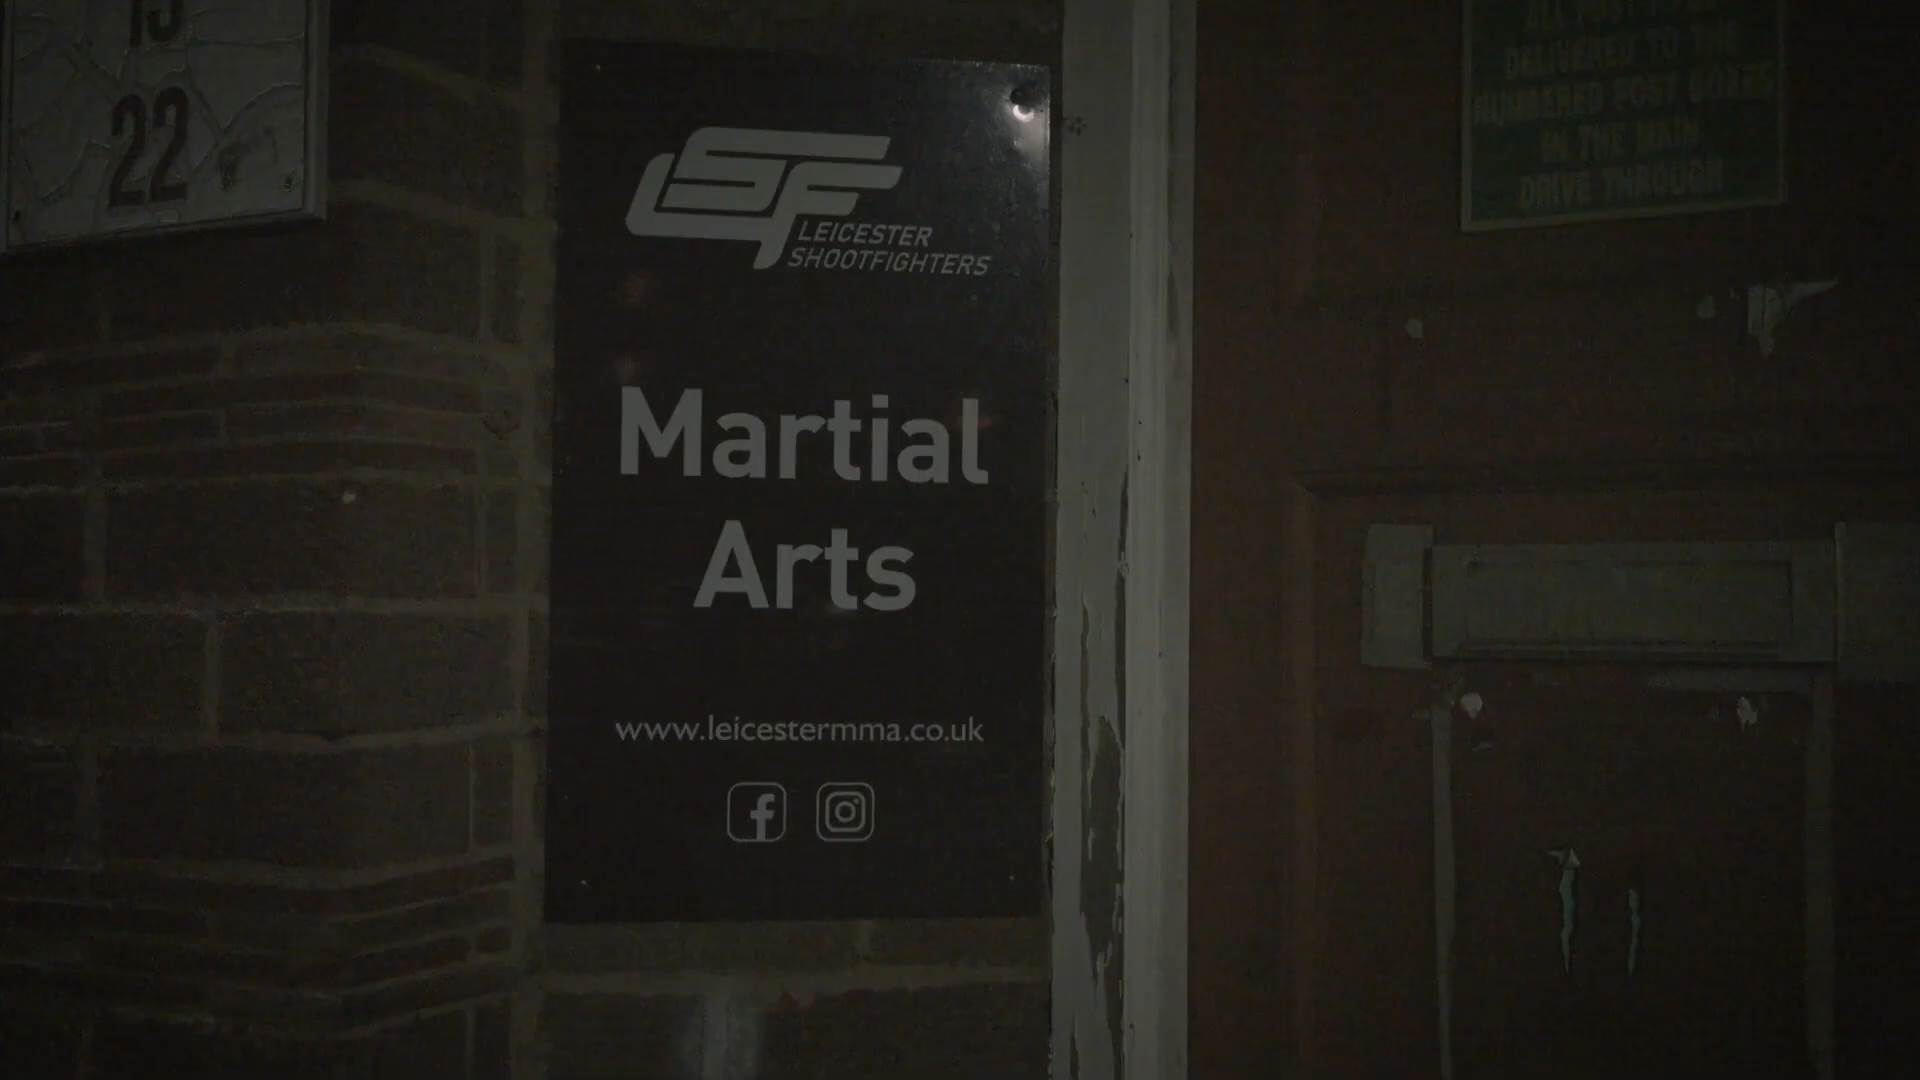 22
LSF
LEICESTER
SHOOTFIGHTERS
Martial
Arts
www.leicestermma.co.uk
DELIVERED TO THE
NUMBERED POST BOXES
IN THE MAIN
DRIVE THROUGH